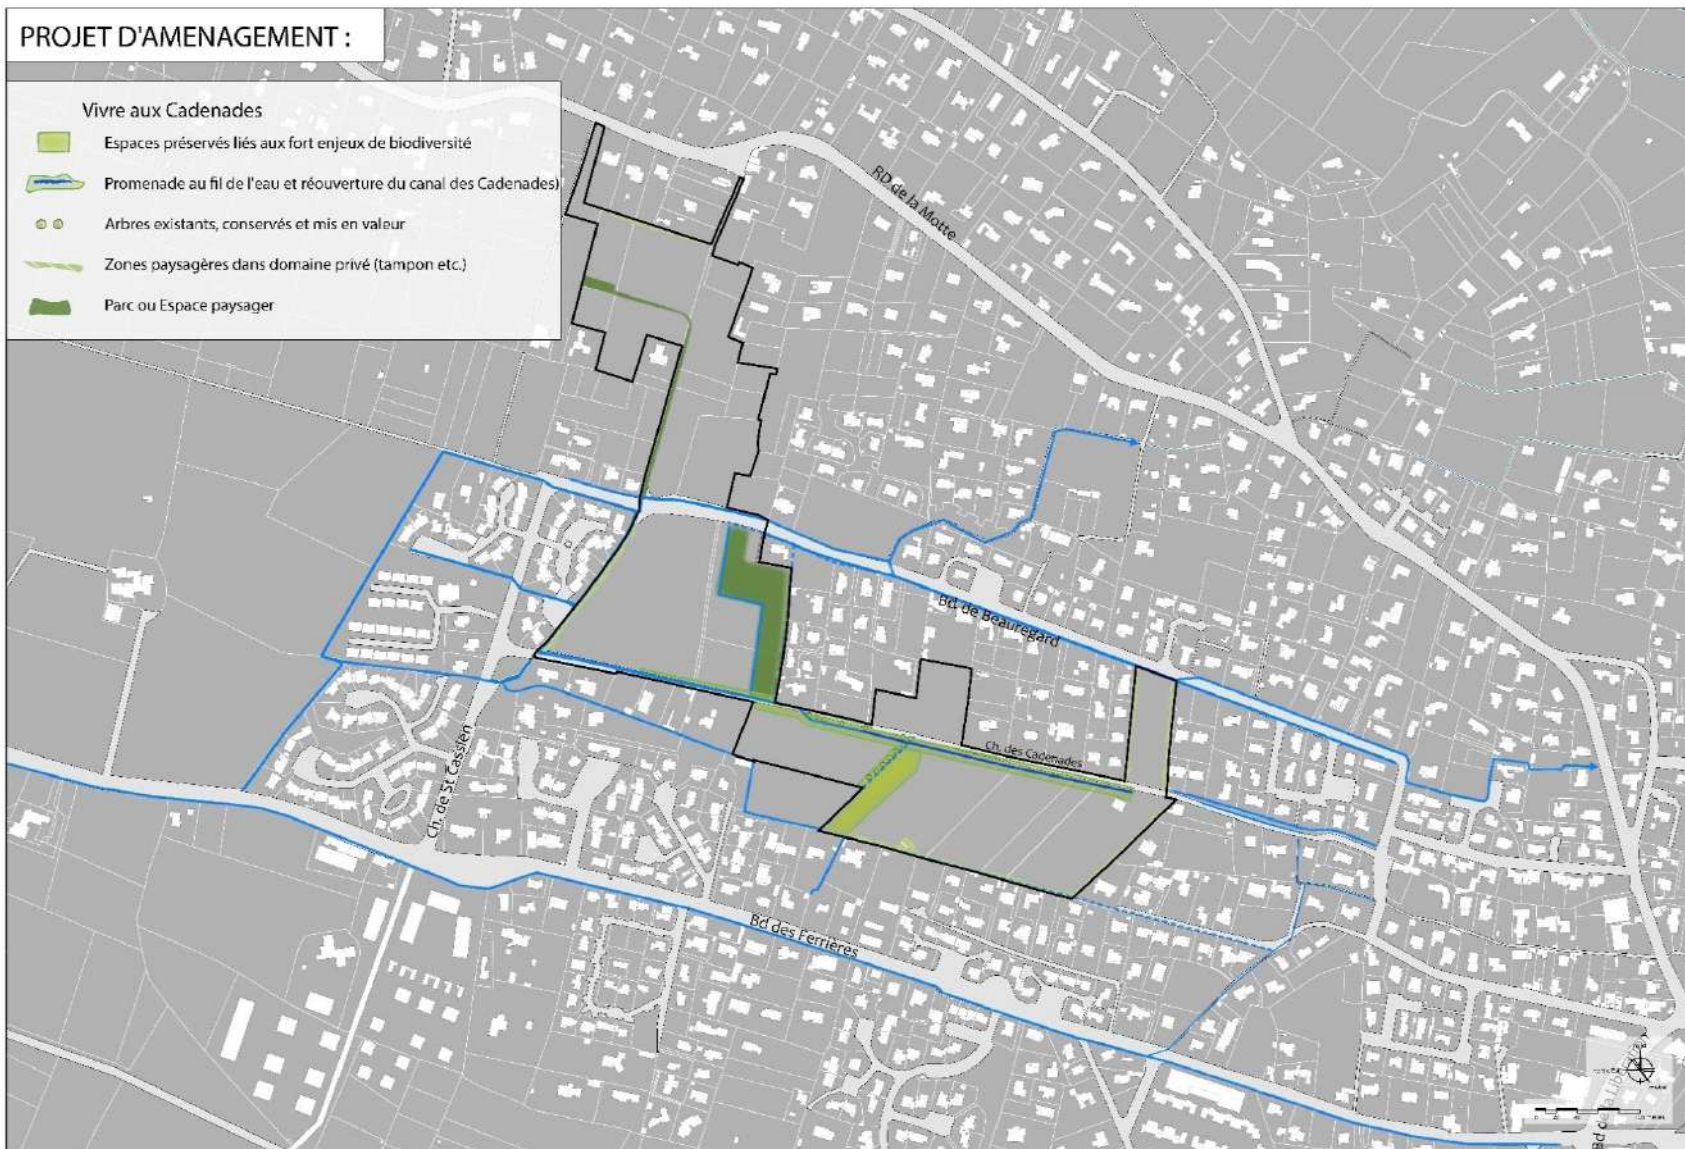 PROJET D'AMENAGEMENT :
Vivre aux Cadenades
Espaces préservés liés aux fort enjeux de biodiversité
Promenade au fil de l'eau et réouverture du canal des Cadenades)
Arbres existants, conservés et mis en valeur
Zones paysagères dans domaine privé (tampon etc.)
Parc ou Espace paysager
RD de la Motte
Bd. de Beauregard
Ch. des Cadenades
Ch. de St Cassien
Bd des Ferrières